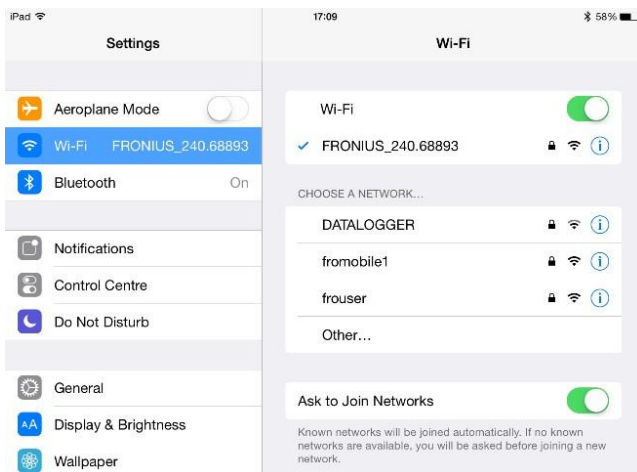 iPad
17:09
58%
Settings
Wi-Fi
Aeroplane Mode
Wi-Fi FRONIUS_240.68893
Bluetooth On
Notifications
Control Centre
Do Not Disturb
General
AA Display & Brightness
Wallpaper
Wi-Fi
FRONIUS_240.68893
CHOOSE A NETWORK...
DATALOGGER
fromobile1
frouser
Other...
Ask to Join Networks
Known networks will be joined automatically. If no known
networks are available, you will be asked before joining a new
network.